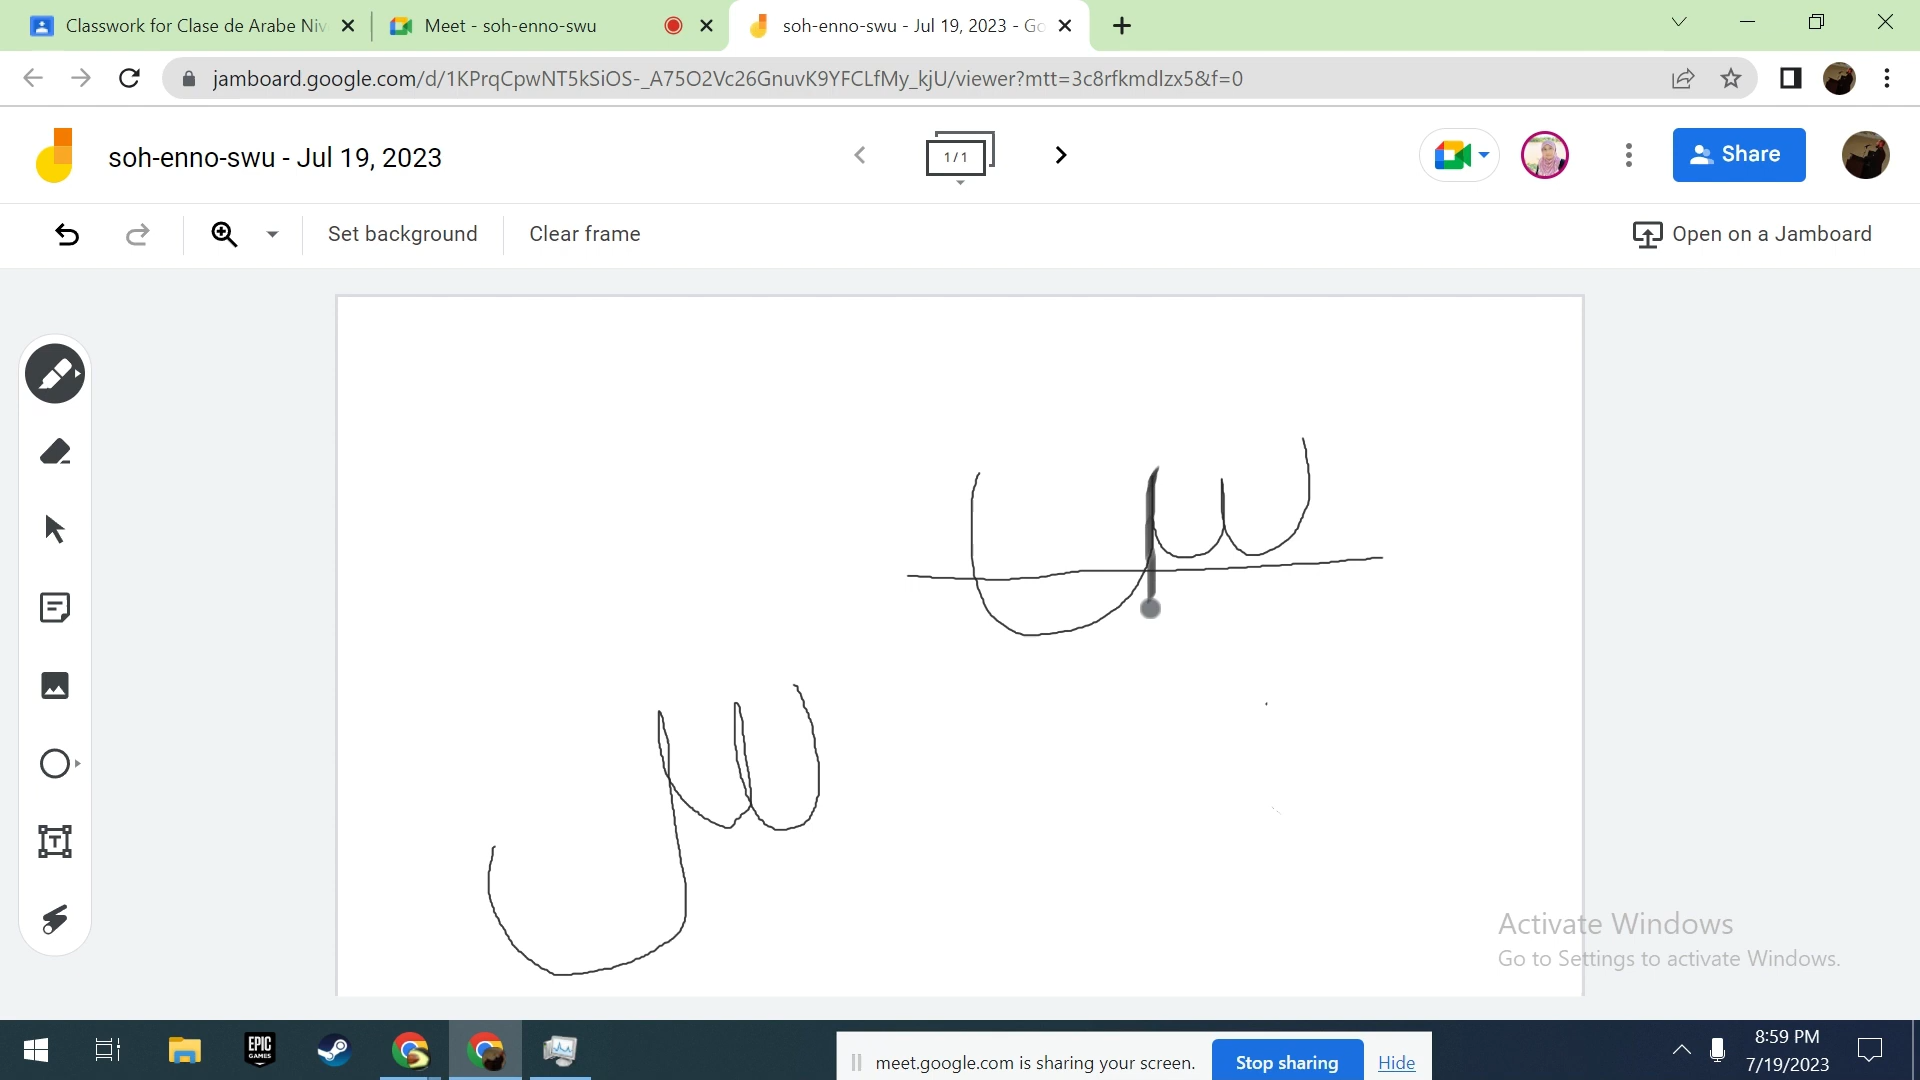 Classwork for Clase de Arabe Niv
Meet - soh-enno-swu
soh-enno-swu - Jul 19, 2023 - Go
jamboard.google.com/d/1KPrqCpwNT5kSiOS-_A75O2Vc26GnuvK9YFCLfMy_kjU/viewer?mtt=3c8rfkmdlzx5&f=0
soh-enno-swu - Jul 19, 2023
1/1
Share
Set background
Clear frame
Open on a Jamboard
س
س
T
Activate Windows
Go to Settings to activate Windows.
EPIC
GAMES
meet.google.com is sharing your screen.
Stop sharing
Hide
8:59 PM
7/19/2023